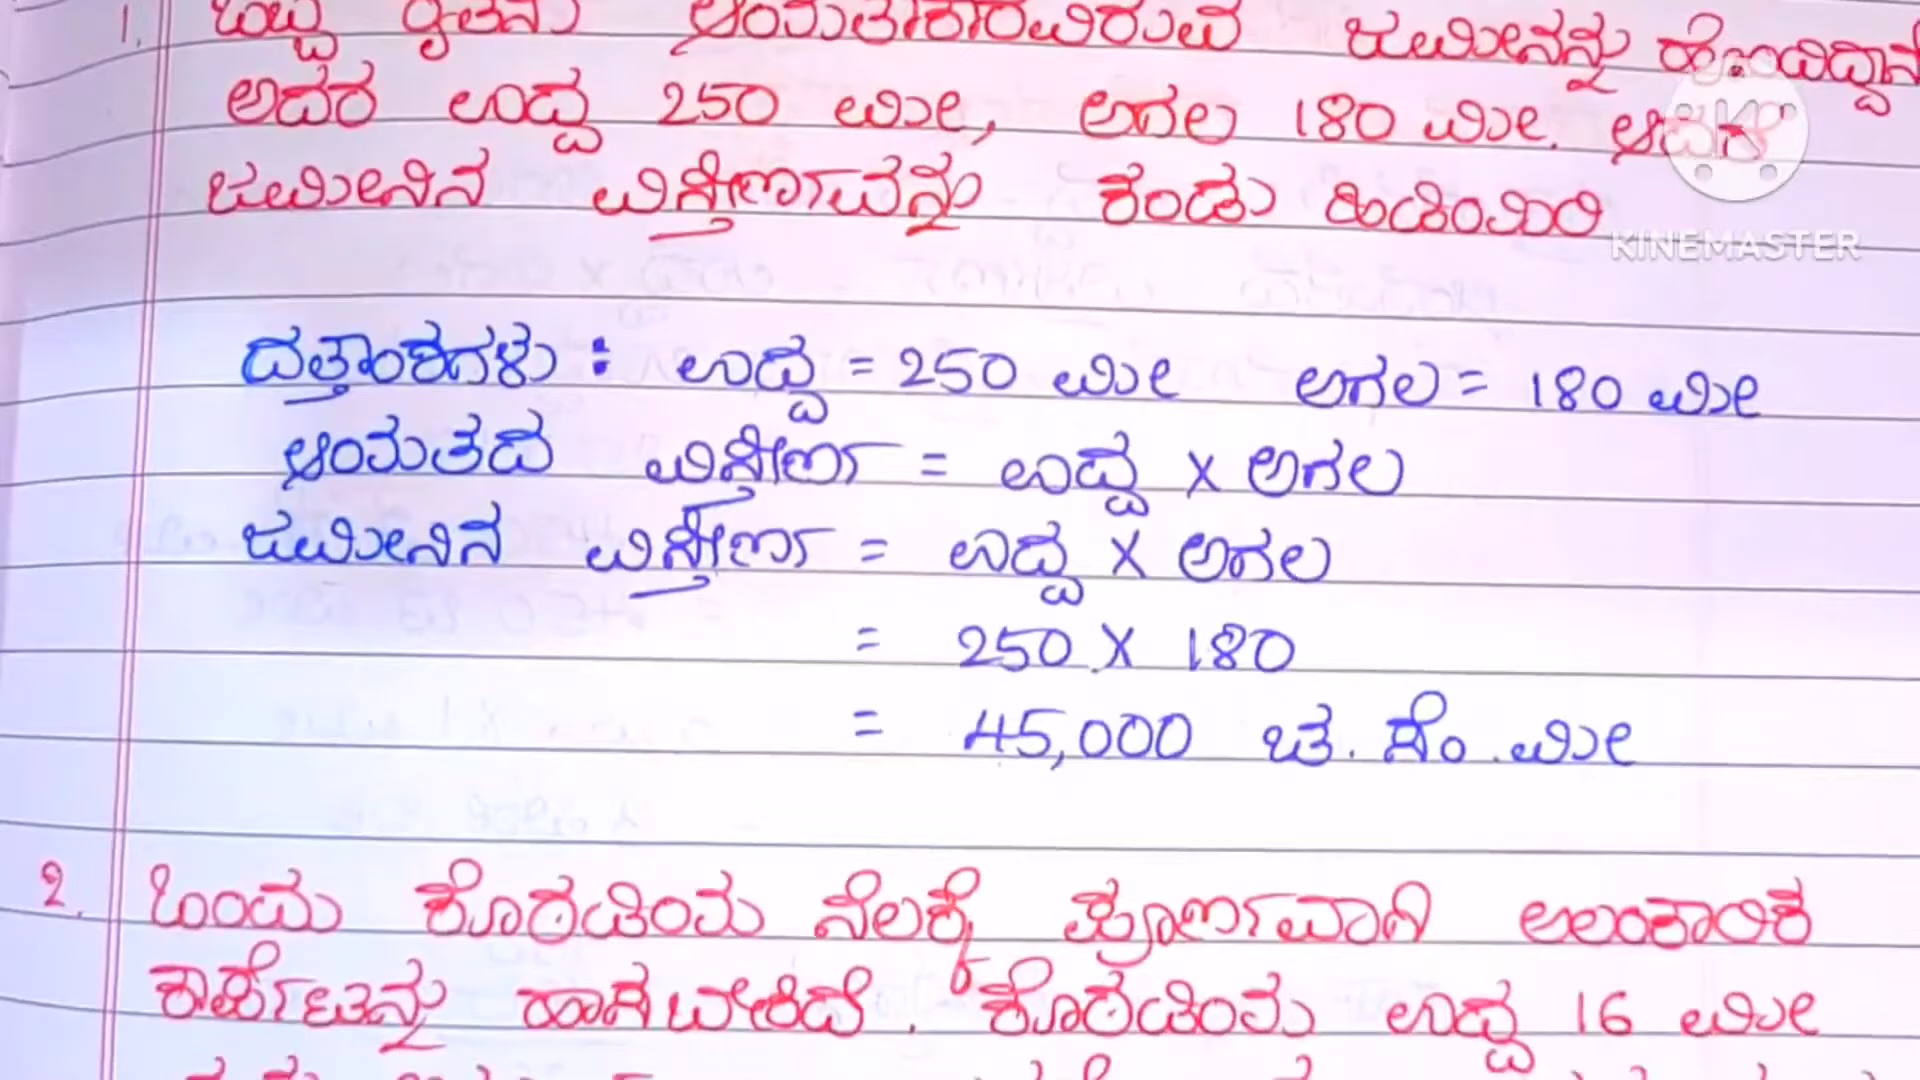 1. ಒಬ್ಬ ರೈತನು ಆಯತಾಕಾರವಿರುವ ಜಮೀನನ್ನು ಹೊಂದಿದ್ದಾನೆ
ಅದರ ಉದ್ದ 250 ಮೀ, ಅಗಲ 180 ಮೀ. ಆದರೆ
ಜಮೀನಿನ ವಿಸ್ತೀರ್ಣವನ್ನು ಕಂಡು ಹಿಡಿಯಿರಿ
KINEMASTER
ದತ್ತಾಂಶಗಳು : ಉದ್ದ = 250 ಮೀ ಅಗಲ = 180 ಮೀ
ಆಯತದ ವಿಸ್ತೀರ್ಣ = ಉದ್ದ X ಅಗಲ
ಜಮೀನಿನ ವಿಸ್ತೀರ್ಣ = ಉದ್ದ X ಅಗಲ
= 250 X 180
= 45,000 ಚ. ಸೆಂ. ಮೀ
2. ಒಂದು ಕೊಠಡಿಯ ನೆಲಕ್ಕೆ ಪೂರ್ಣವಾಗಿ ಅಲಂಕಾರಿಕ
ಕಾರ್ಪೆಟನ್ನು ಹಾಸಬೇಕಿದೆ. ಕೊಠಡಿಯ ಉದ್ದ 16 ಮೀ